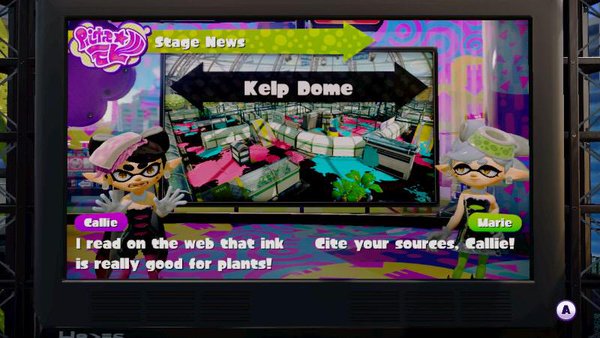 Stage News
Kelp Dome
Callie
I read on the web that ink
is really good for plants!
Marie
Cite your sources, Callie!
A